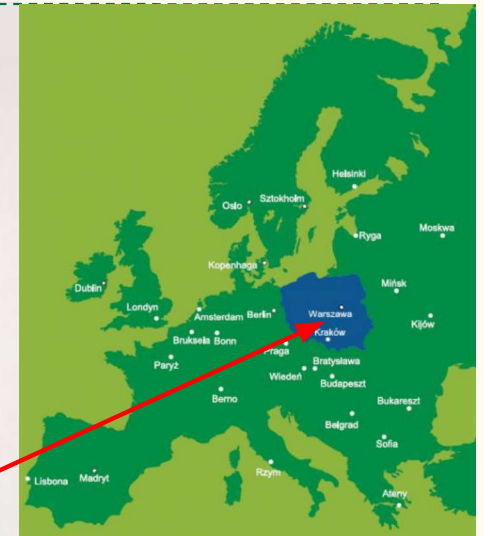 Helsinki
Oslo
Sztokholm
Ryga
Moskwa
Kopenhaga
Dublin
Mińsk
Londyn
Amsterdam
Berlin
Warszawa
Kijów
Bruksela
Bonn
Kraków
Praga
Paryż
Bratysława
Wiedeń
Budapeszt
Berno
Bukareszt
Belgrad
Sofia
Rzym
Lisbona
Madryt
Ateny